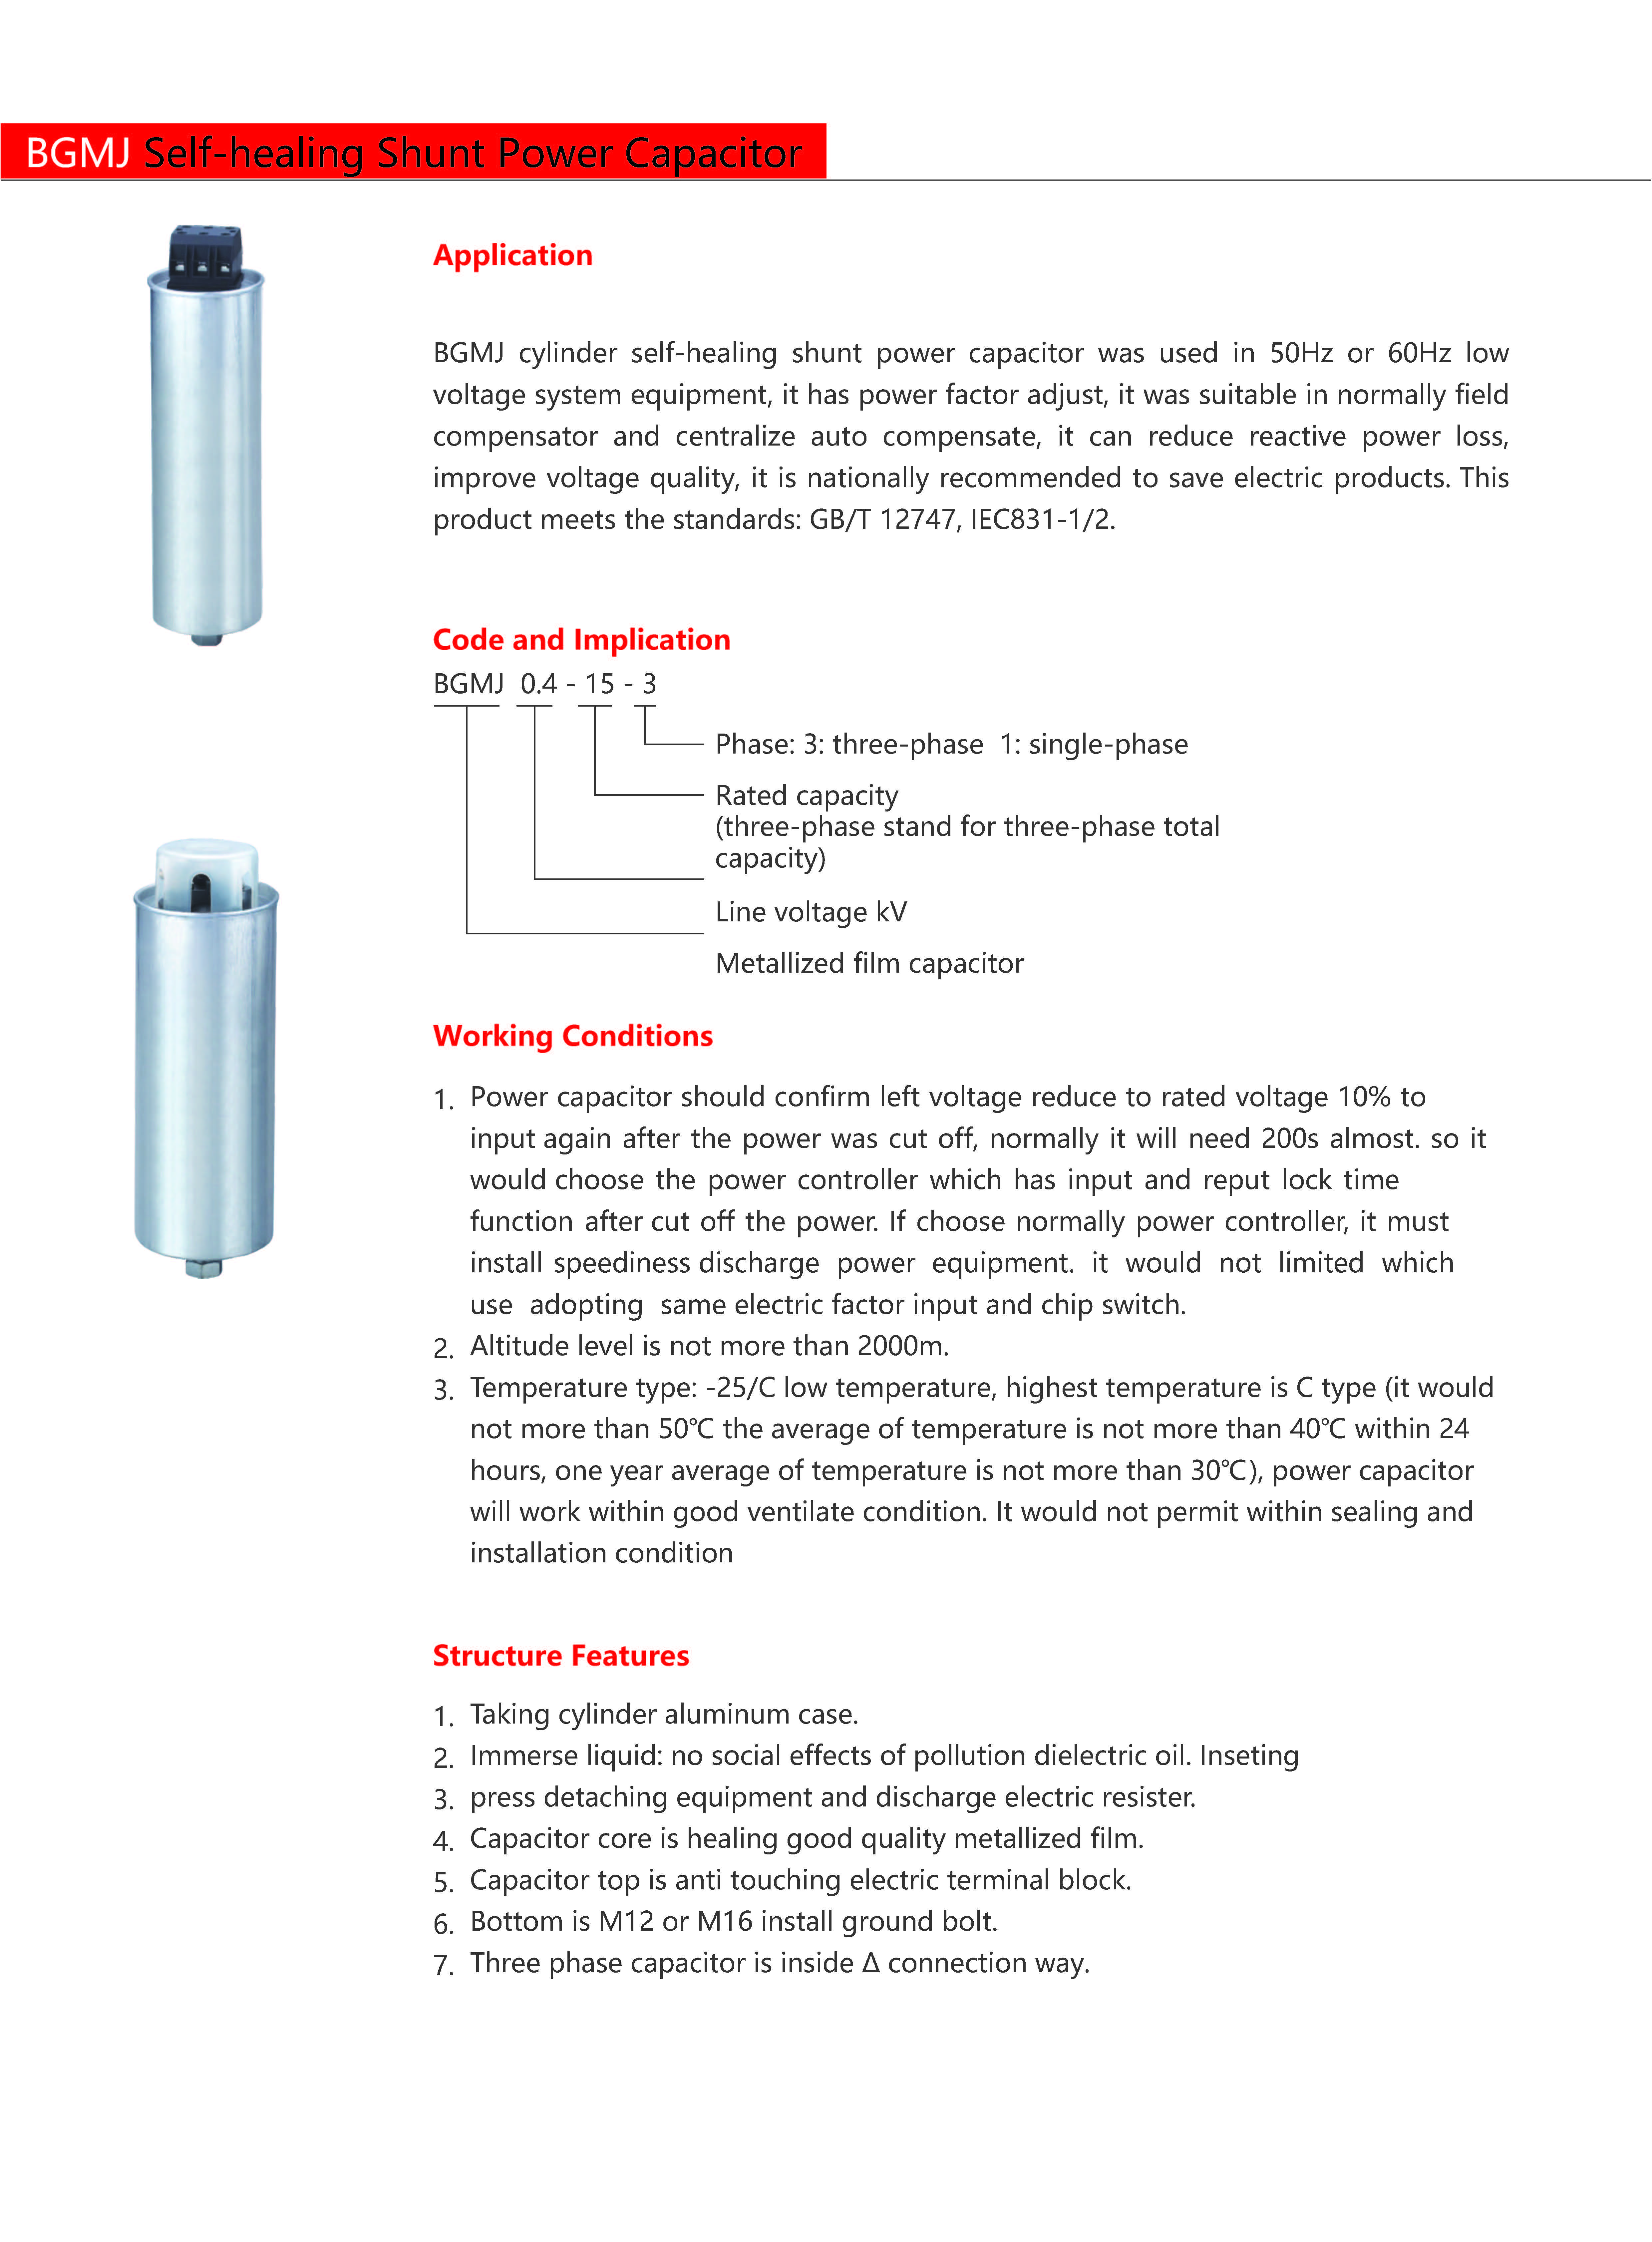 BGMJ Self-healing Shunt Power Capacitor
Application
BGMJ cylinder self-healing shunt power capacitor was used in 50Hz or 60Hz low
voltage system equipment, it has power factor adjust, it was suitable in normally field
compensator and centralize auto compensate, it can reduce reactive power loss,
improve voltage quality, it is nationally recommended to save electric products. This
product meets the standards: GB/T 12747, IEC831-1/2.
Code and Implication
BGMJ 0.4 - 15 - 3
Phase: 3: three-phase 1: single-phase
Rated capacity
(three-phase stand for three-phase total
capacity)
Line voltage kV
Metallized film capacitor
Working Conditions
1. Power capacitor should confirm left voltage reduce to rated voltage 10% to
input again after the power was cut off, normally it will need 200s almost. so it
would choose the power controller which has input and reput lock time
function after cut off the power. If choose normally power controller, it must
install speediness discharge power equipment. it would not limited which
use adopting same electric factor input and chip switch.
2. Altitude level is not more than 2000m.
3. Temperature type: -25/C low temperature, highest temperature is C type (it would
not more than 50℃ the average of temperature is not more than 40℃ within 24
hours, one year average of temperature is not more than 30℃), power capacitor
will work within good ventilate condition. It would not permit within sealing and
installation condition
Structure Features
1. Taking cylinder aluminum case.
2. Immerse liquid: no social effects of pollution dielectric oil. Inseting
3. press detaching equipment and discharge electric resister.
4. Capacitor core is healing good quality metallized film.
5. Capacitor top is anti touching electric terminal block.
6. Bottom is M12 or M16 install ground bolt.
7. Three phase capacitor is inside Δ connection way.